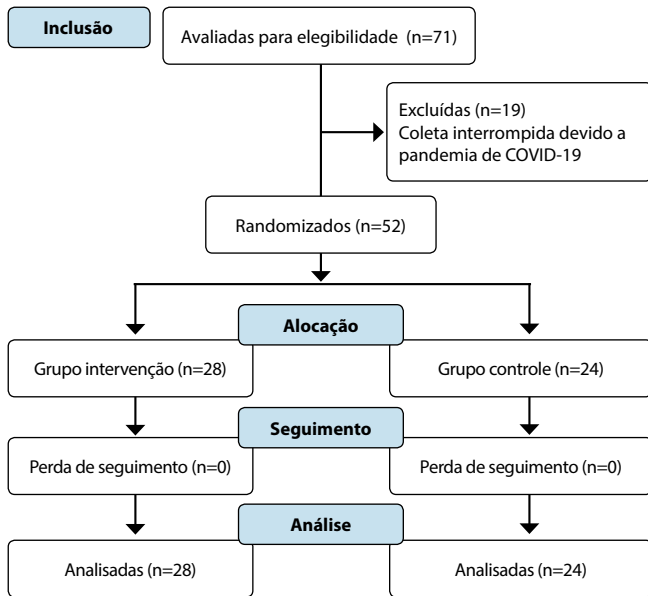 Inclusão
Avaliadas para elegibilidade (n=71)
Excluídas (n=19)
Coleta interrompida devido a
pandemia de COVID-19
Randomizados (n=52)
Alocação
Grupo intervenção (n=28)
Grupo controle (n=24)
Seguimento
Perda de seguimento (n=0)
Perda de seguimento (n=0)
Análise
Analisadas (n=28)
Analisadas (n=24)